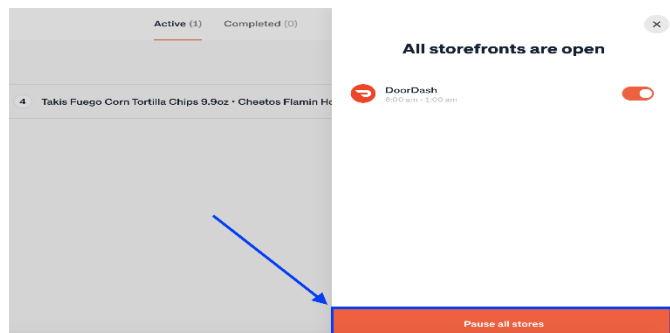 Active (1) Completed (0)
All storefronts are open
DoorDash
6:00 am - 1:00 am
4 Takis Fuego Corn Tortilla Chips 9.9oz • Cheetos Flamin
Pause all stores